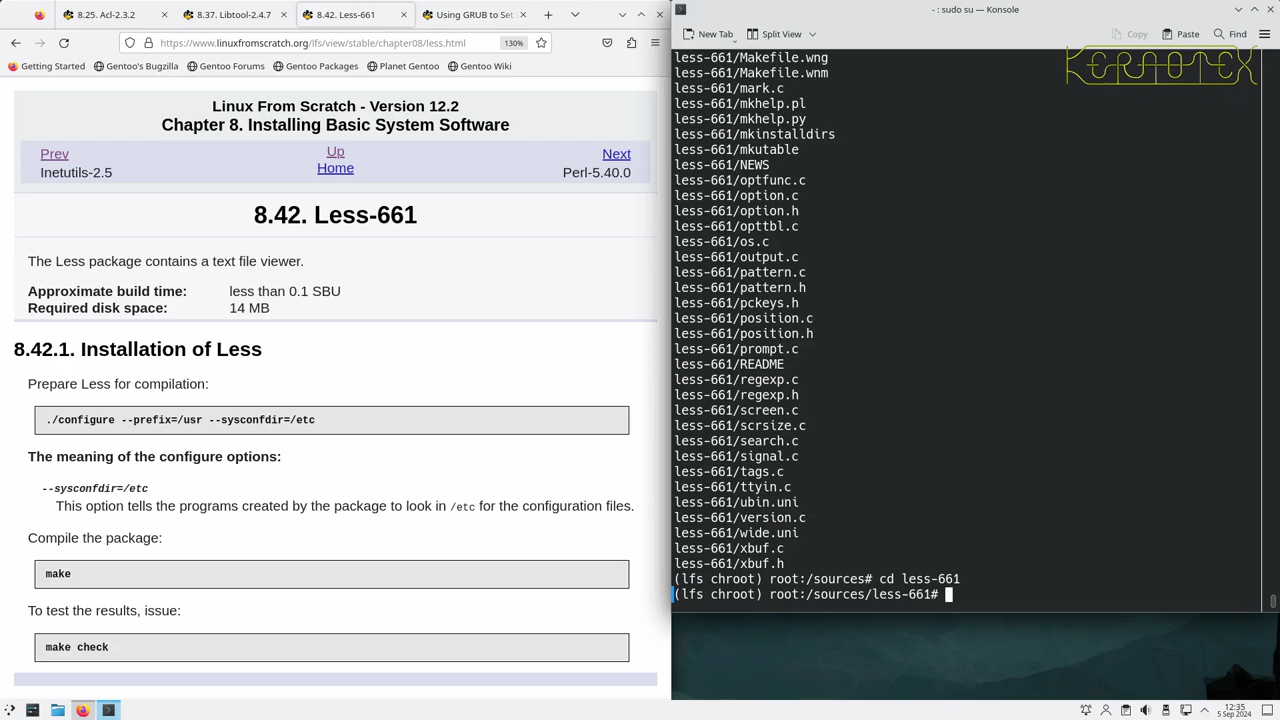 8.25. Acl-2.3.2
8.37. Libtool-2.4.7
8.42. Less-661
Using GRUB to Set
https://www.linuxfromscratch.org/lfs/view/stable/chapter08/less.html
130%
Getting Started
Gentoo's Bugzilla
Gentoo Forums
Gentoo Packages
Planet Gentoo
Gentoo Wiki
Linux From Scratch - Version 12.2
Chapter 8. Installing Basic System Software
Prev
Up
Next
Inetutils-2.5
Home
Perl-5.40.0
8.42. Less-661
The Less package contains a text file viewer.
Approximate build time: less than 0.1 SBU
Required disk space: 14 MB
8.42.1. Installation of Less
Prepare Less for compilation:
./configure --prefix=/usr --sysconfdir=/etc
The meaning of the configure options:
--sysconfdir=/etc
This option tells the programs created by the package to look in /etc for the configuration files.
Compile the package:
make
To test the results, issue:
make check
- : sudo su — Konsole
New Tab
Split View
Copy
Paste
Find
KERNOTEX
less-661/Makefile.wng
less-661/Makefile.wnm
less-661/mark.c
less-661/mkhelp.pl
less-661/mkhelp.py
less-661/mkinstalldirs
less-661/mkutable
less-661/NEWS
less-661/optfunc.c
less-661/option.c
less-661/option.h
less-661/opttbl.c
less-661/os.c
less-661/output.c
less-661/pattern.c
less-661/pattern.h
less-661/pckeys.h
less-661/position.c
less-661/position.h
less-661/prompt.c
less-661/README
less-661/regexp.c
less-661/regexp.h
less-661/screen.c
less-661/scrsize.c
less-661/search.c
less-661/signal.c
less-661/tags.c
less-661/ttyin.c
less-661/ubin.uni
less-661/version.c
less-661/wide.uni
less-661/xbuf.c
less-661/xbuf.h
(lfs chroot) root:/sources# cd less-661
(lfs chroot) root:/sources/less-661#
12:35
5 Sep 2024